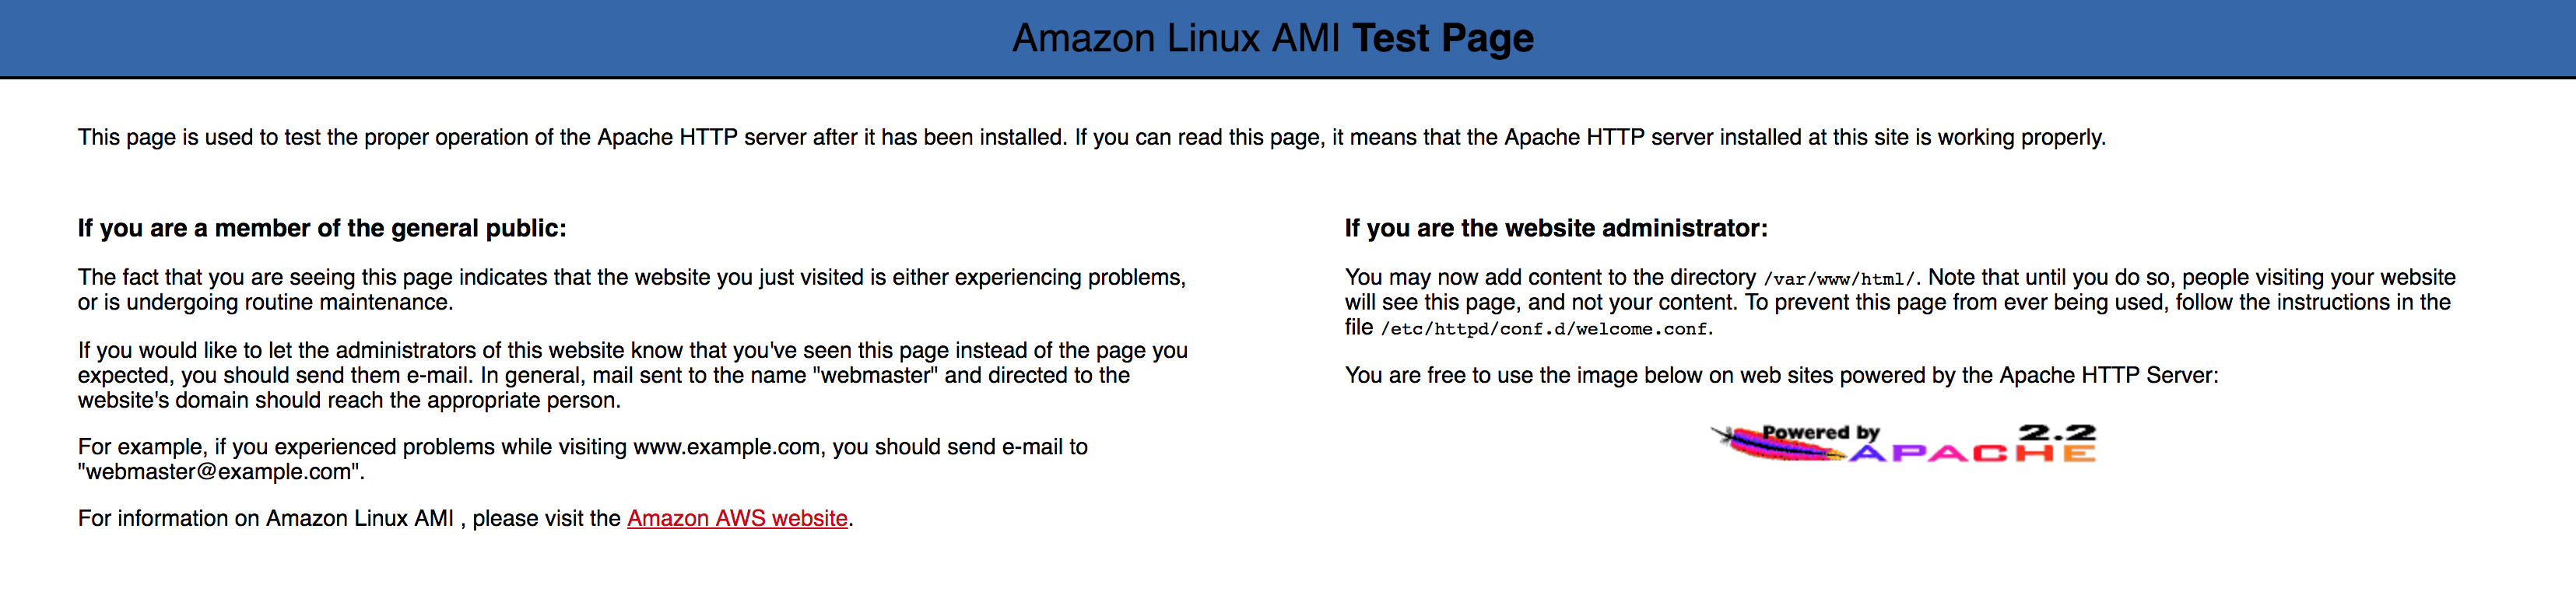 Amazon Linux AMI Test Page
This page is used to test the proper operation of the Apache HTTP server after it has been installed. If you can read this page, it means that the Apache HTTP server installed at this site is working properly.
If you are a member of the general public:
The fact that you are seeing this page indicates that the website you just visited is either experiencing problems,
or is undergoing routine maintenance.
If you would like to let the administrators of this website know that you've seen this page instead of the page you
expected, you should send them e-mail. In general, mail sent to the name "webmaster" and directed to the
website's domain should reach the appropriate person.
For example, if you experienced problems while visiting www.example.com, you should send e-mail to
"webmaster@example.com".
For information on Amazon Linux AMI , please visit the Amazon AWS website.
If you are the website administrator:
You may now add content to the directory /var/www/html/. Note that until you do so, people visiting your website
will see this page, and not your content. To prevent this page from ever being used, follow the instructions in the
file /etc/httpd/conf.d/welcome.conf.
You are free to use the image below on web sites powered by the Apache HTTP Server:
Powered by 2.2
APACHE